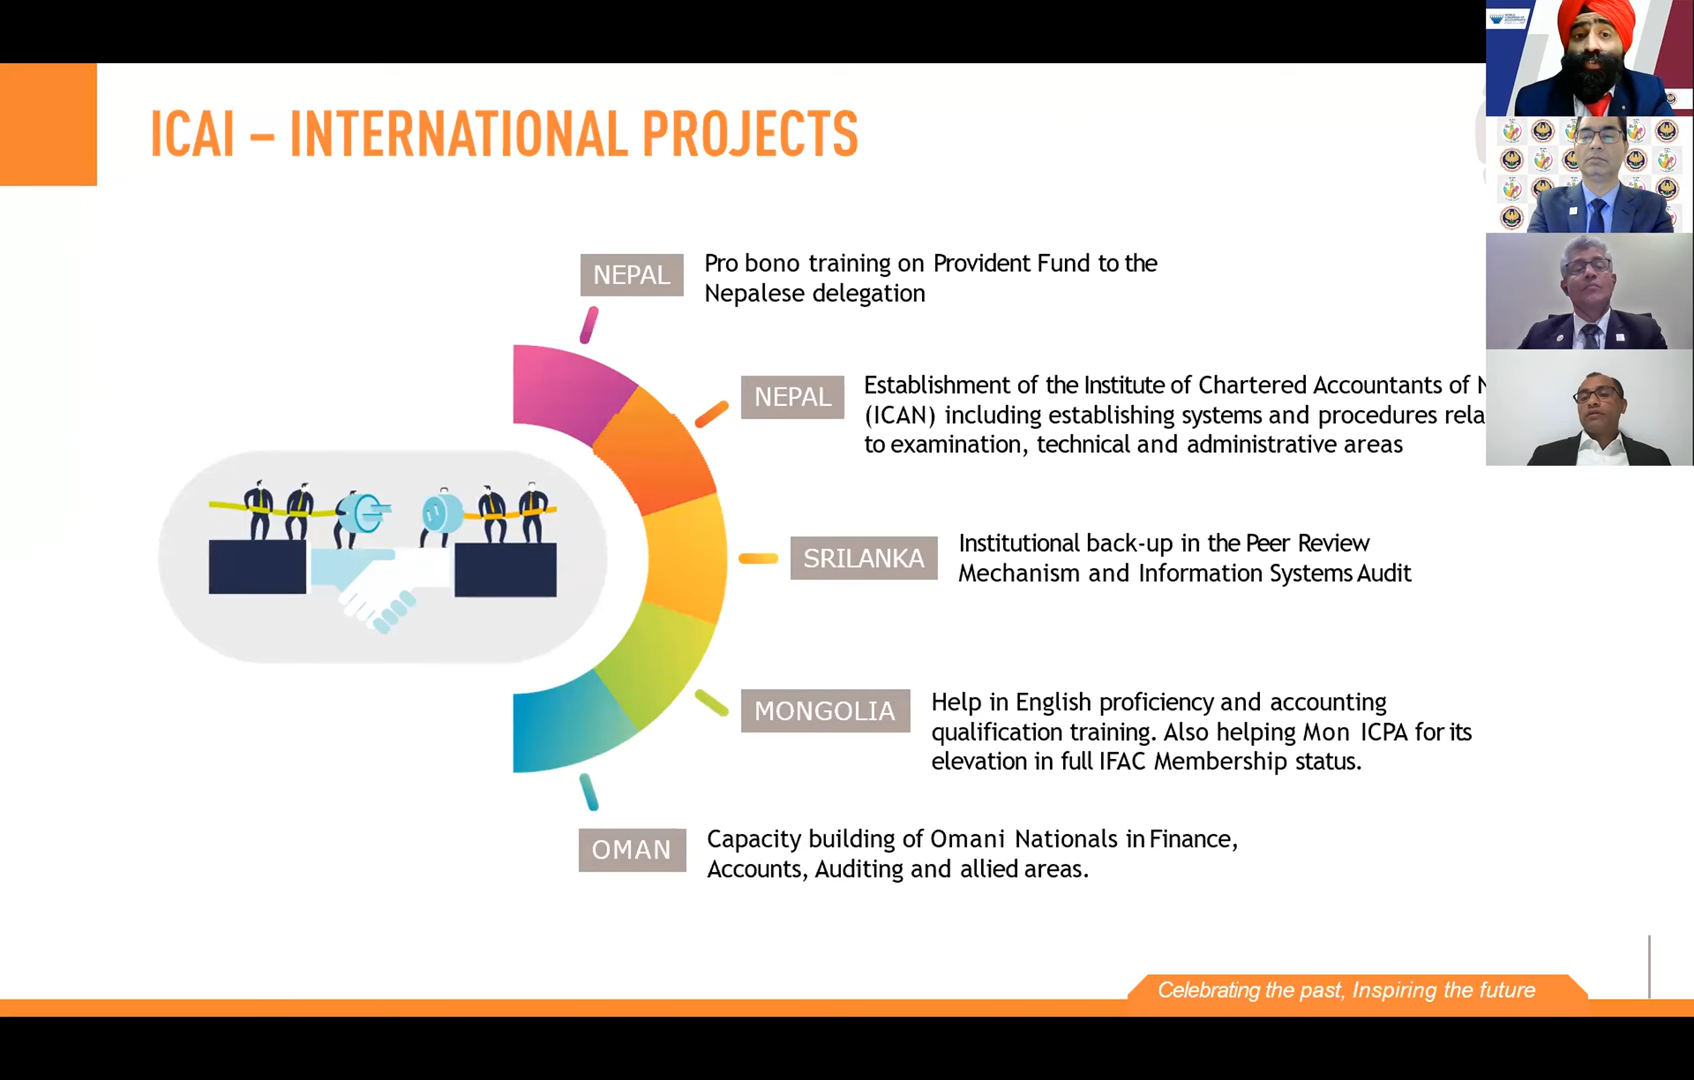 ICAI – INTERNATIONAL PROJECTS
NEPAL
Pro bono training on Provident Fund to the
Nepalese delegation
NEPAL
Establishment of the Institute of Chartered Accountants of
(ICAN) including establishing systems and procedures
to examination, technical and administrative areas
SRILANKA
Institutional back-up in the Peer Review
Mechanism and Information Systems Audit
MONGOLIA
Help in English proficiency and accounting
qualification training. Also helping Mon ICPA for its
elevation in full IFAC Membership status.
OMAN
Capacity building of Omani Nationals in Finance,
Accounts, Auditing and allied areas.
Celebrating the past, Inspiring the future